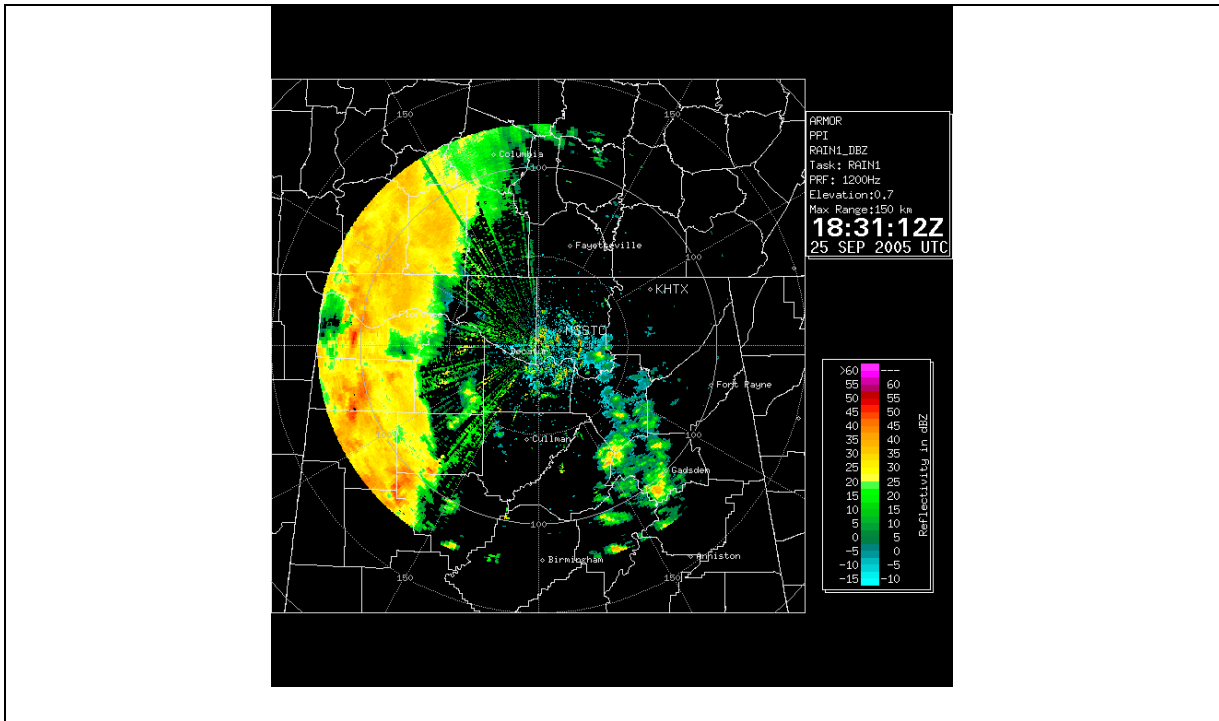 150
150
Columbia
100
Fayetteville
100
100
KHTX
Florence
NSSTC
Decatur
Fort Payne
100
Cullman
Gadsden
100
Birmingham
Anniston
150
150
ARMOR
PPI
RAIN1_DBZ
Task: RAIN1
PRF: 1200Hz
Elevation:0.7
Max Range:150 km
18:31:12Z
25 SEP 2005 UTC
>60 ---
55 60
50 55
45 50
40 45
35 40
30 35
25 30
20 25
15 20
10 15
5 10
0 5
-5 0
-10 -5
-15 -10
Reflectivity in dBZ